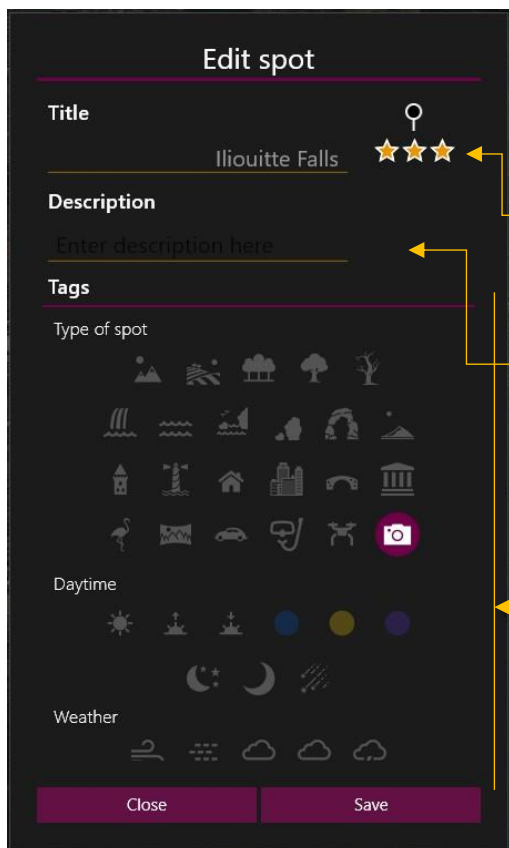 Edit spot
Title
Iliouitte Falls
Description
Enter description here
Tags
Type of spot
Daytime
Weather
Close
Save